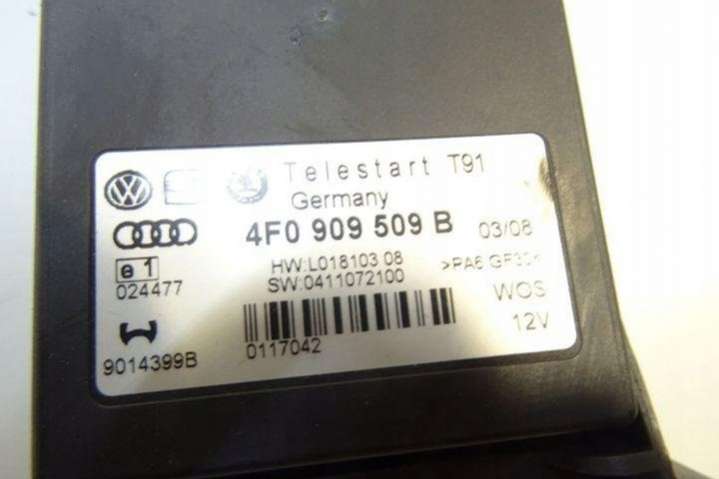 Telestart T91
Germany
4F0 909 509 B 03/08
e1
HW:L018103 08 >PA6 GF30<
024477
SW:0411072100
WOS
12V
9014399B
0117042